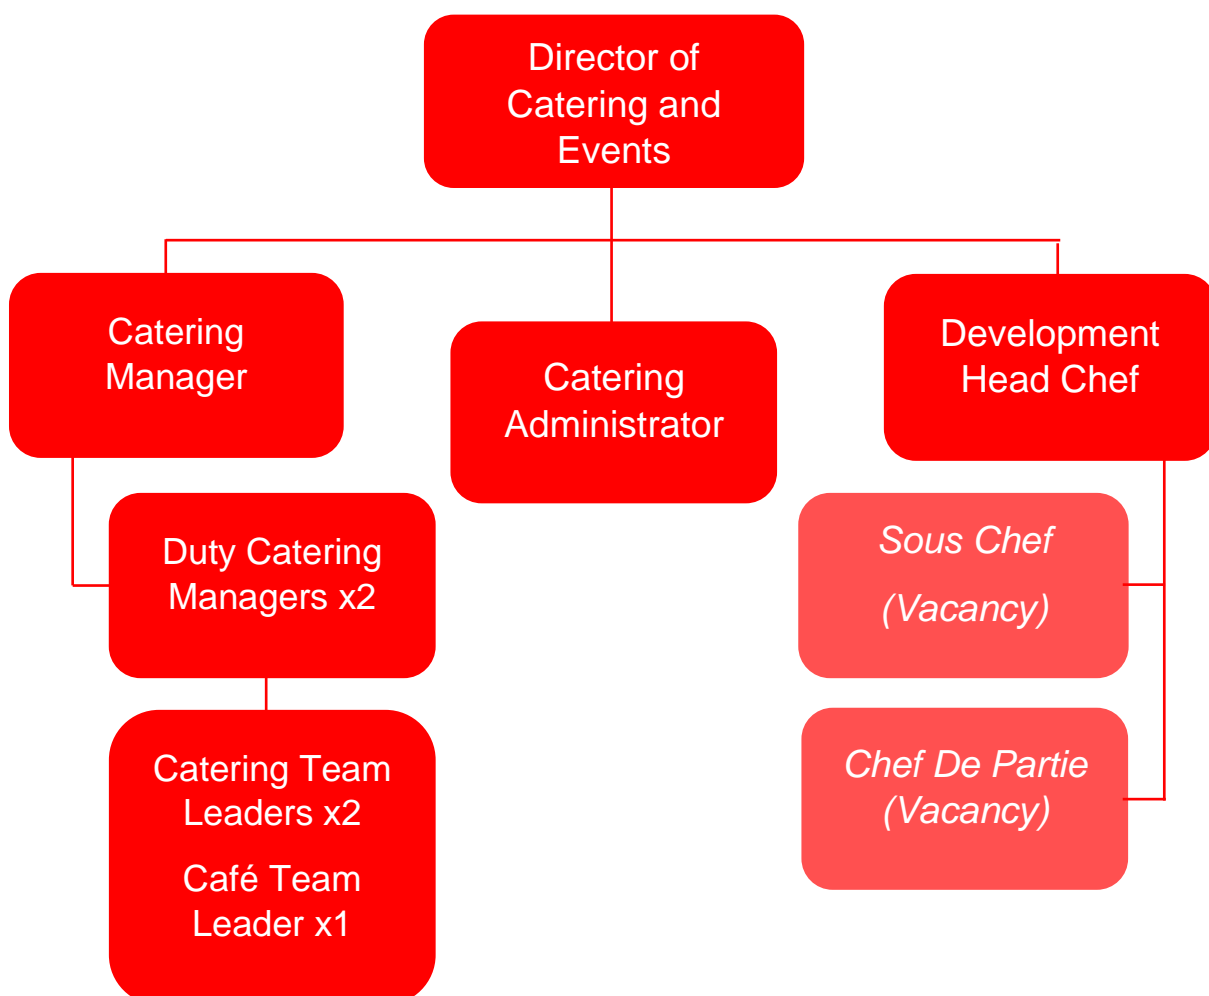 Director of
Catering and
Events
Catering
Manager
Catering
Administrator
Development
Head Chef
Duty Catering
Managers x2
Sous Chef
(Vacancy)
Catering Team
Leaders x2
Café Team
Leader x1
Chef De Partie
(Vacancy)